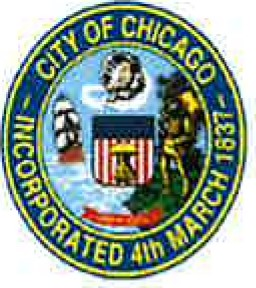 CITY OF CHICAGO
INCORPORATED 4th MARCH 1837